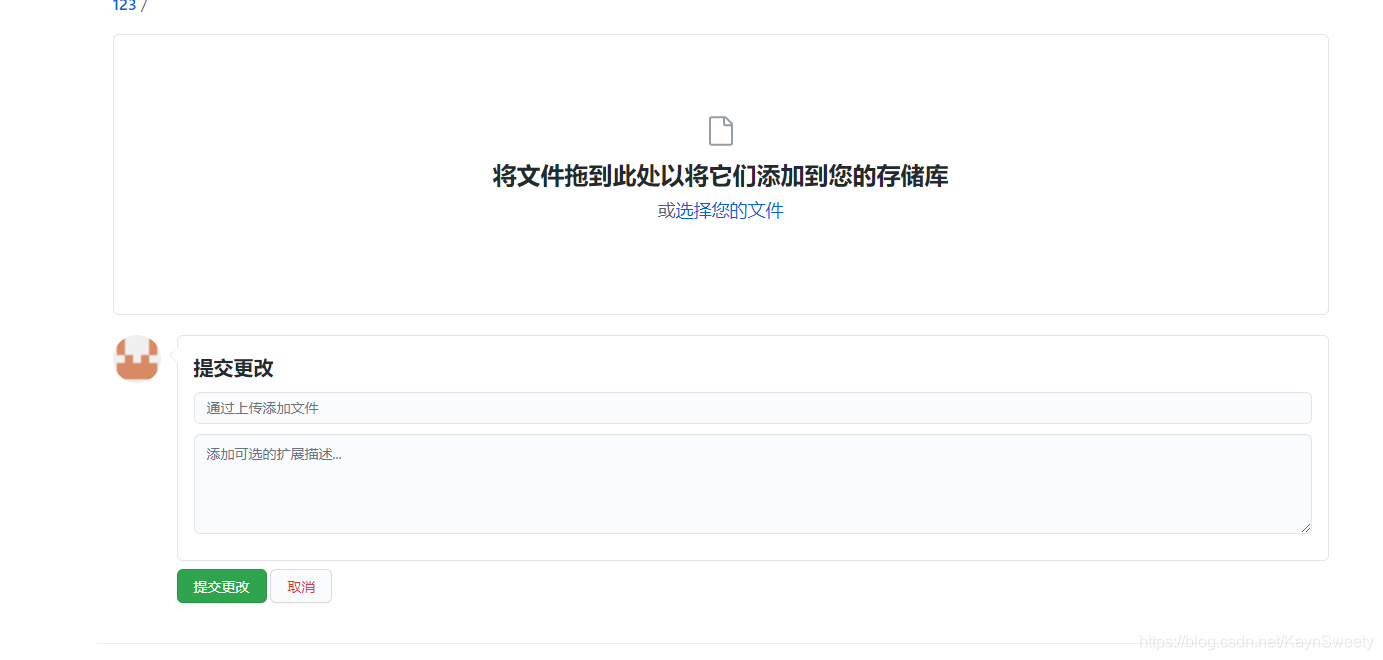 123 /
将文件拖到此处以将它们添加到您的存储库
或选择您的文件
提交更改
通过上传添加文件
添加可选的扩展描述...
提交更改
取消
https://blog.csdn.net/KaynSweety